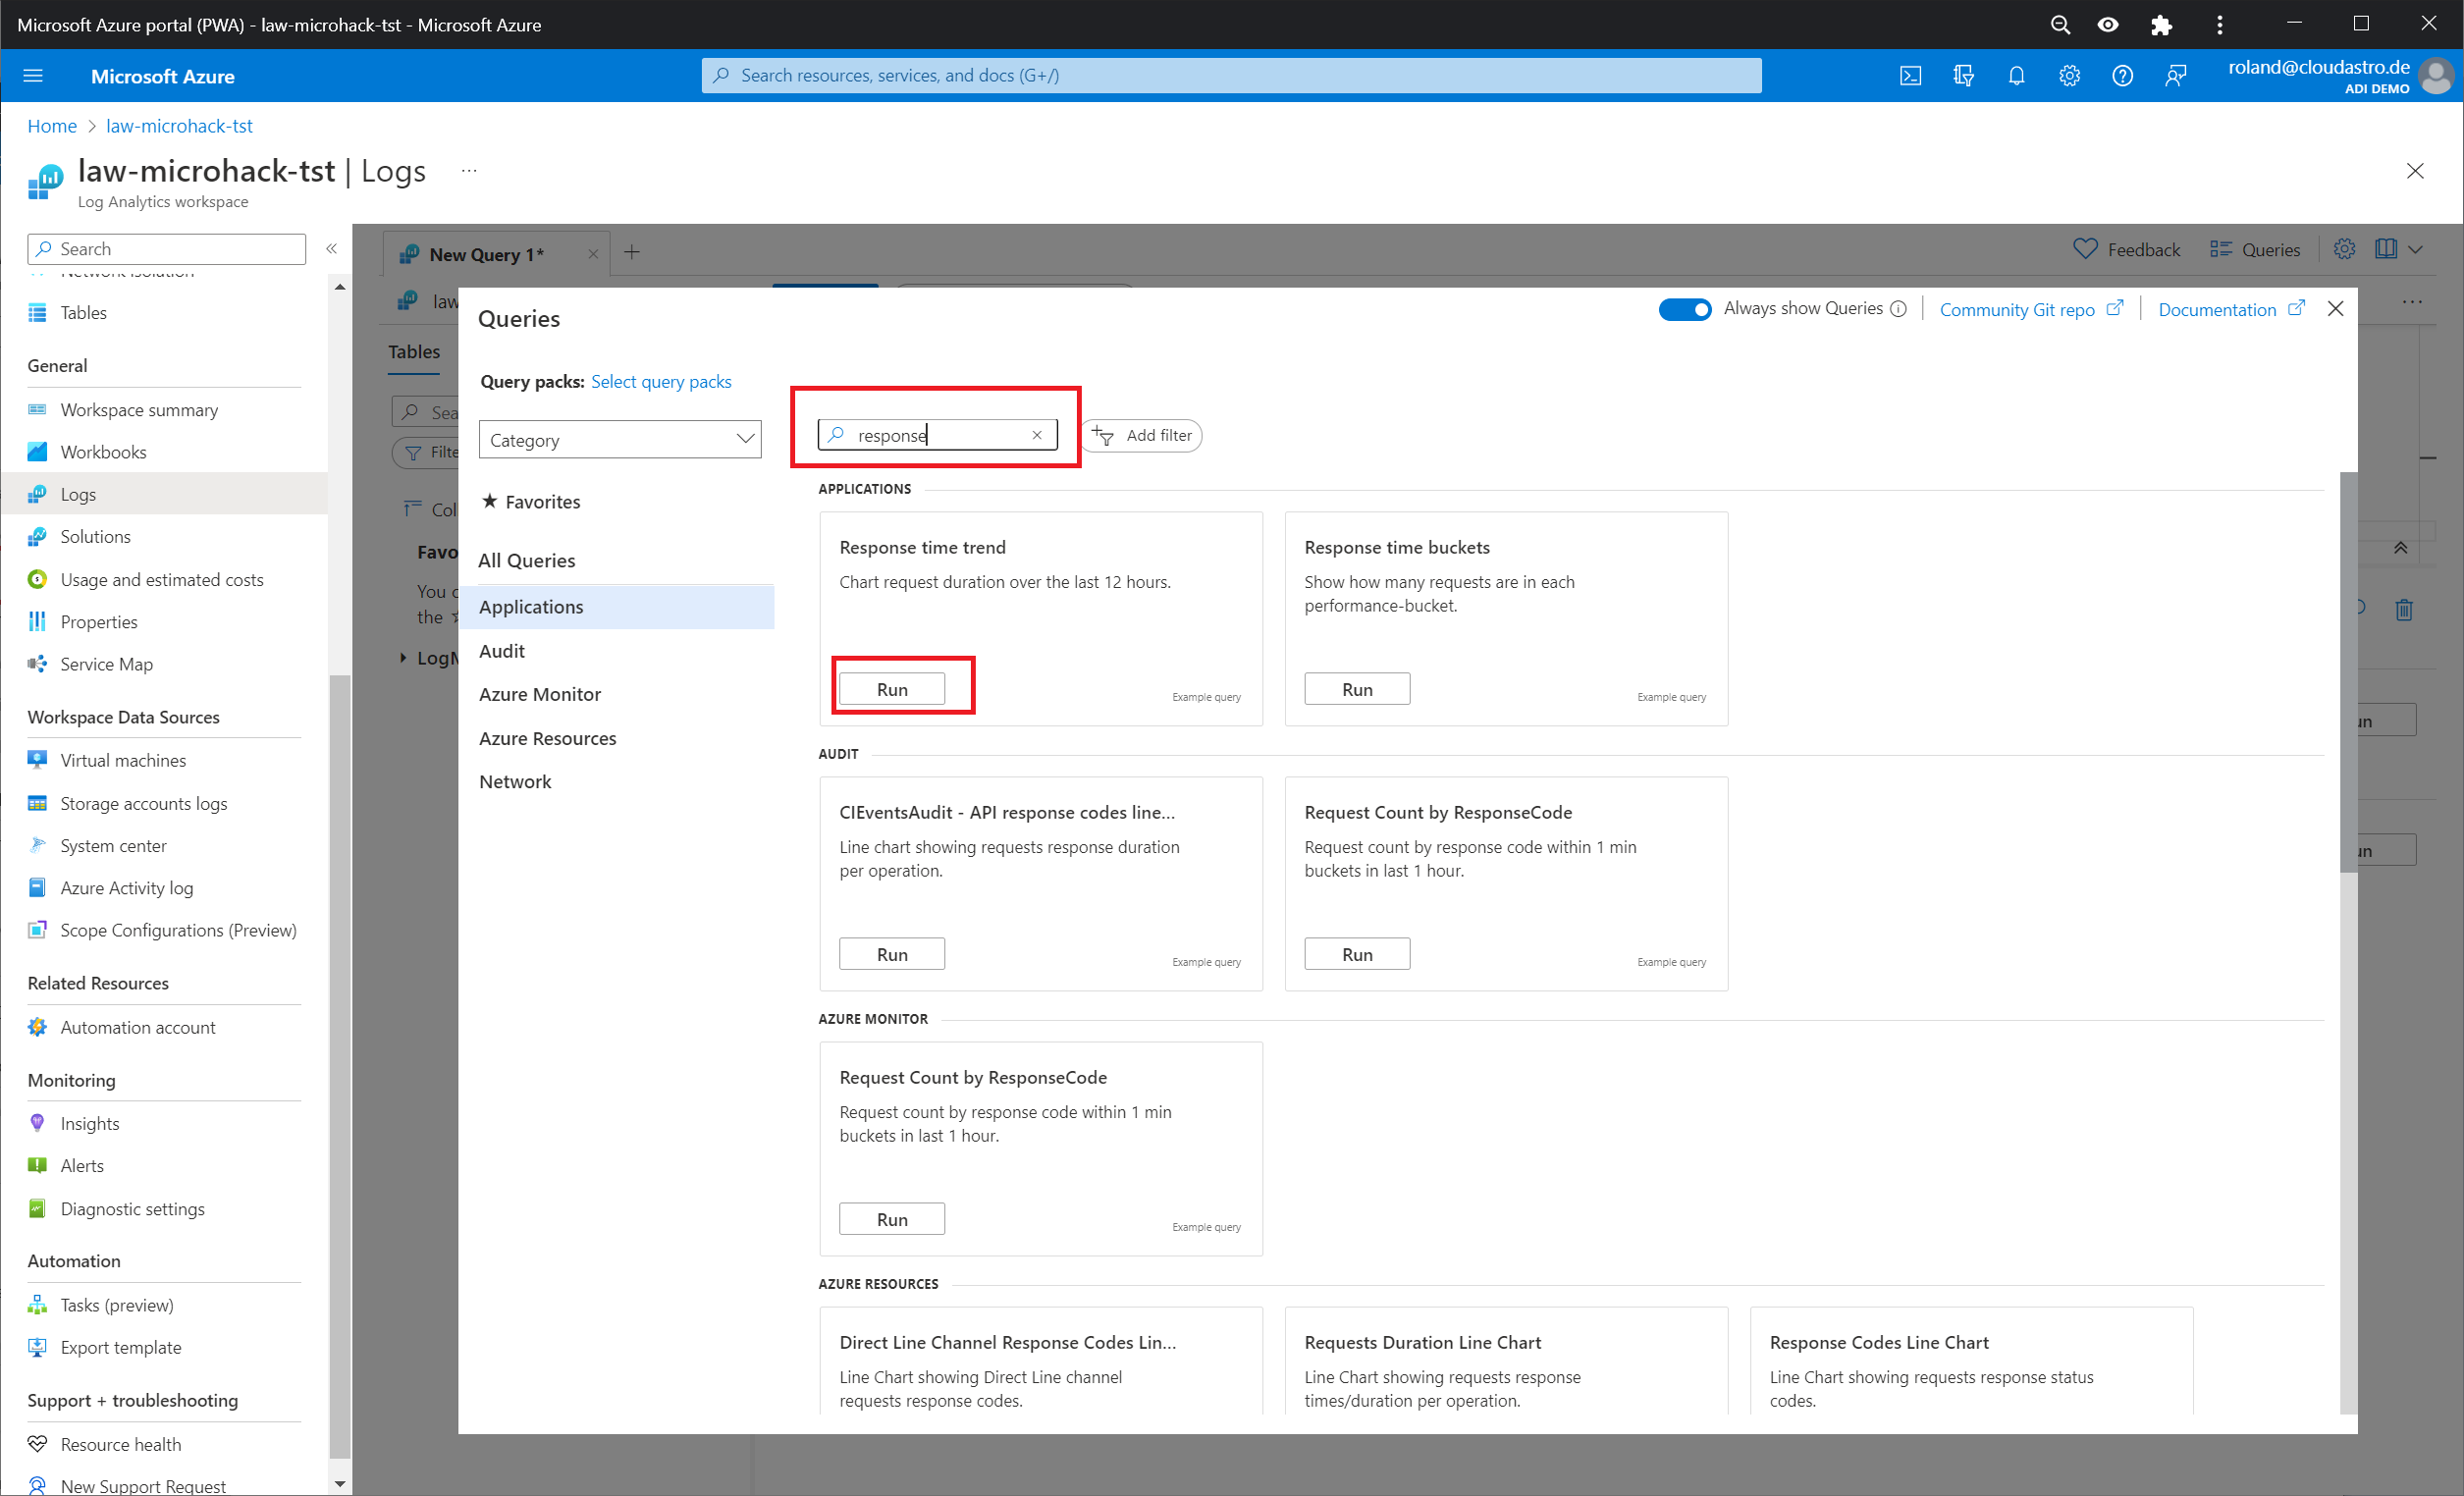 Microsoft Azure portal (PWA) - law-microhack-tst - Microsoft Azure
Microsoft Azure
Search resources, services, and docs (G+/)
roland@cloudastro.de
ADI DEMO
Home > law-microhack-tst
law-microhack-tst | Logs ...
Log Analytics workspace
Search
Network Isolation
Tables
General
Workspace summary
Workbooks
Logs
Solutions
Usage and estimated costs
Properties
Service Map
Workspace Data Sources
Virtual machines
Storage accounts logs
System center
Azure Activity log
Scope Configurations (Preview)
Related Resources
Automation account
Monitoring
Insights
Alerts
Diagnostic settings
Automation
Tasks (preview)
Export template
Support + troubleshooting
Resource health
New Support Request
New Query 1*
Feedback
Queries
law
Tables
Sea
Filte
Col
Favo
You c
the
LogM
un
un
Queries
Always show Queries
Community Git repo
Documentation
Query packs: Select query packs
Category
response
Add filter
Favorites
All Queries
Applications
Audit
Azure Monitor
Azure Resources
Network
APPLICATIONS
Response time trend
Chart request duration over the last 12 hours.
Run
Example query
Response time buckets
Show how many requests are in each
performance-bucket.
Run
Example query
AUDIT
CIEventsAudit - API response codes line...
Line chart showing requests response duration
per operation.
Run
Example query
Request Count by ResponseCode
Request count by response code within 1 min
buckets in last 1 hour.
Run
Example query
AZURE MONITOR
Request Count by ResponseCode
Request count by response code within 1 min
buckets in last 1 hour.
Run
Example query
AZURE RESOURCES
Direct Line Channel Response Codes Lin...
Line Chart showing Direct Line channel
requests response codes.
Requests Duration Line Chart
Line Chart showing requests response
times/duration per operation.
Response Codes Line Chart
Line Chart showing requests response status
codes.